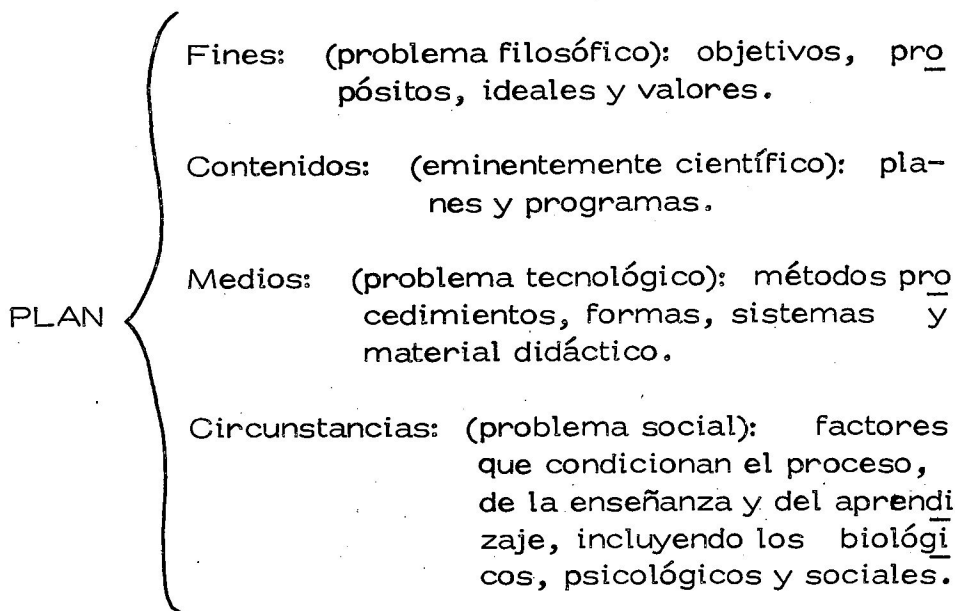 Fines: (problema filosófico): objetivos, pro
pósitos, ideales y valores.
Contenidos: (eminentemente científico): pla-
nes y programas.
Medios: (problema tecnológico): métodos pro
cedimientos, formas, sistemas y
material didáctico.
PLAN
Circunstancias: (problema social): factores
que condicionan el proceso,
de la enseñanza y del aprendi
zaje, incluyendo los biológi
cos, psicológicos y sociales.